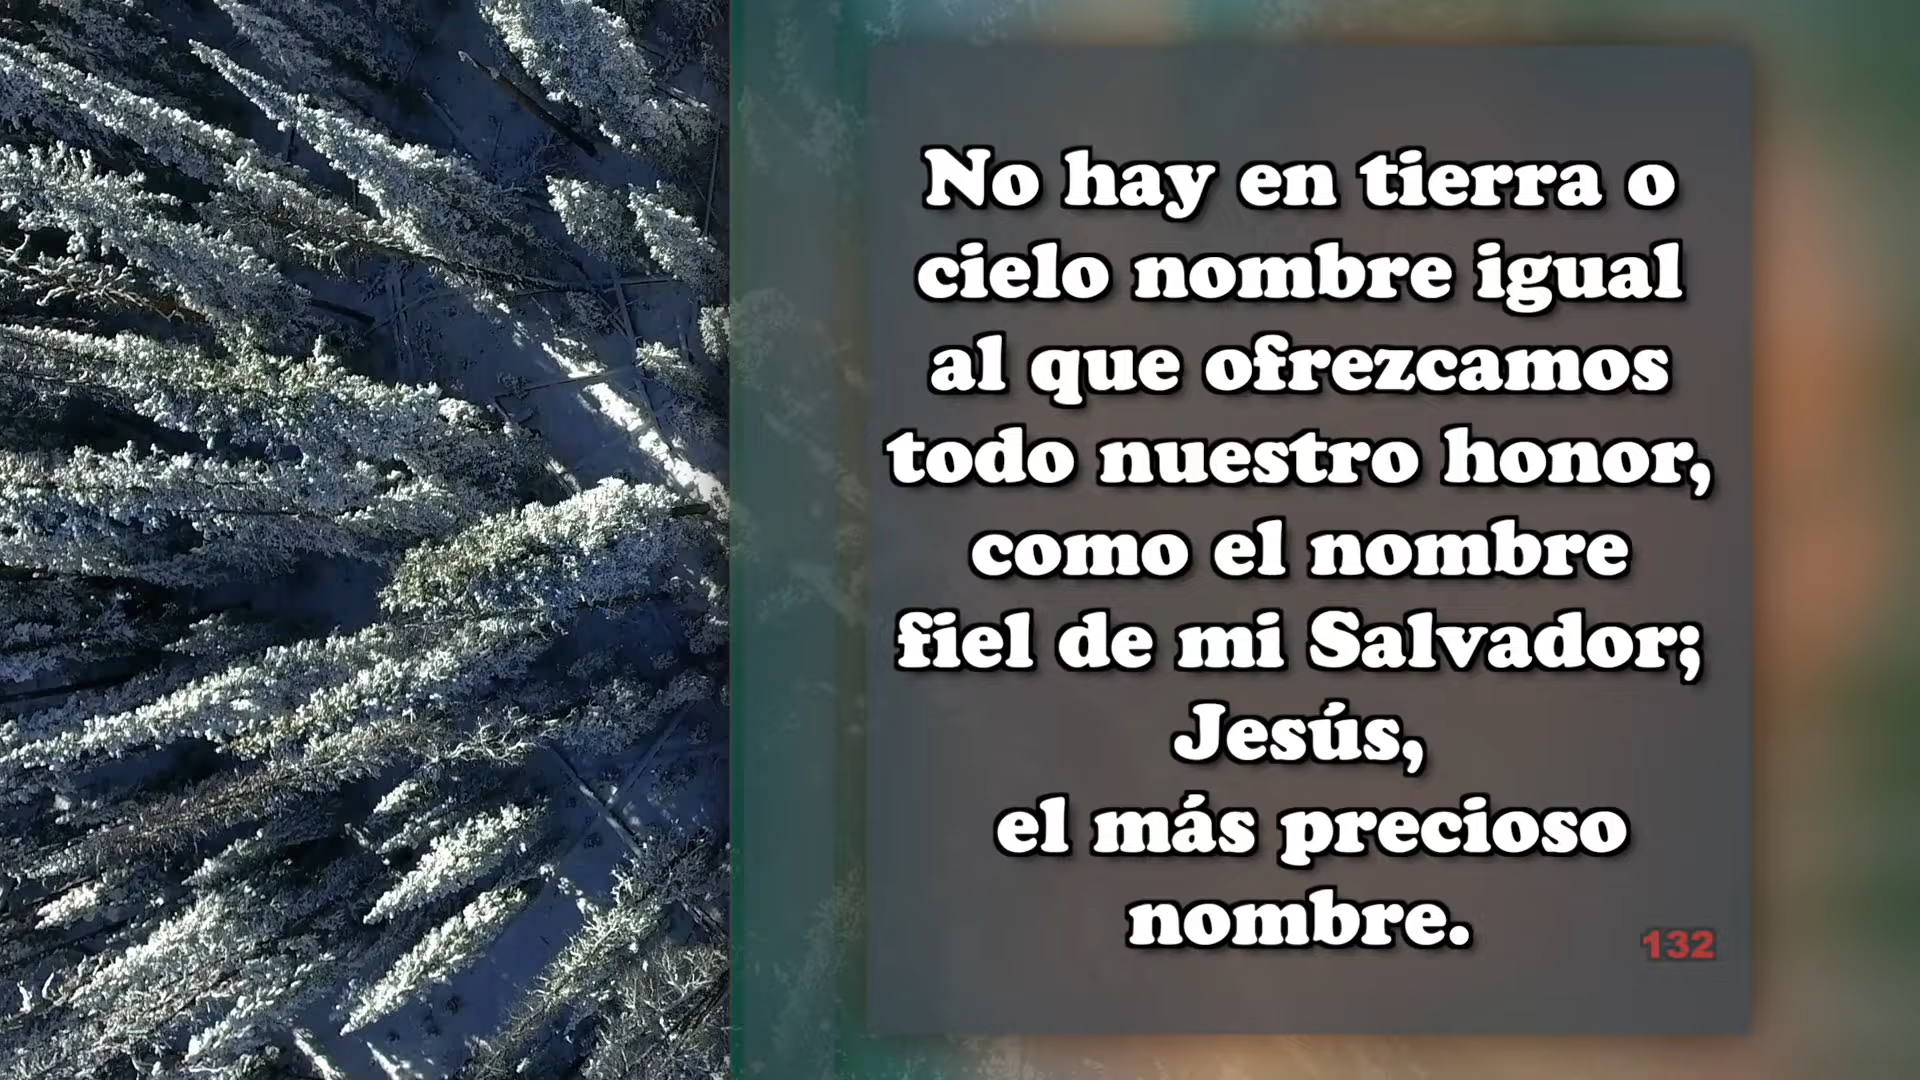 No hay en tierra o
cielo nombre igual
al que ofrezcamos
todo nuestro honor,
como el nombre
fiel de mi Salvador;
Jesús,
el más precioso
nombre.
132